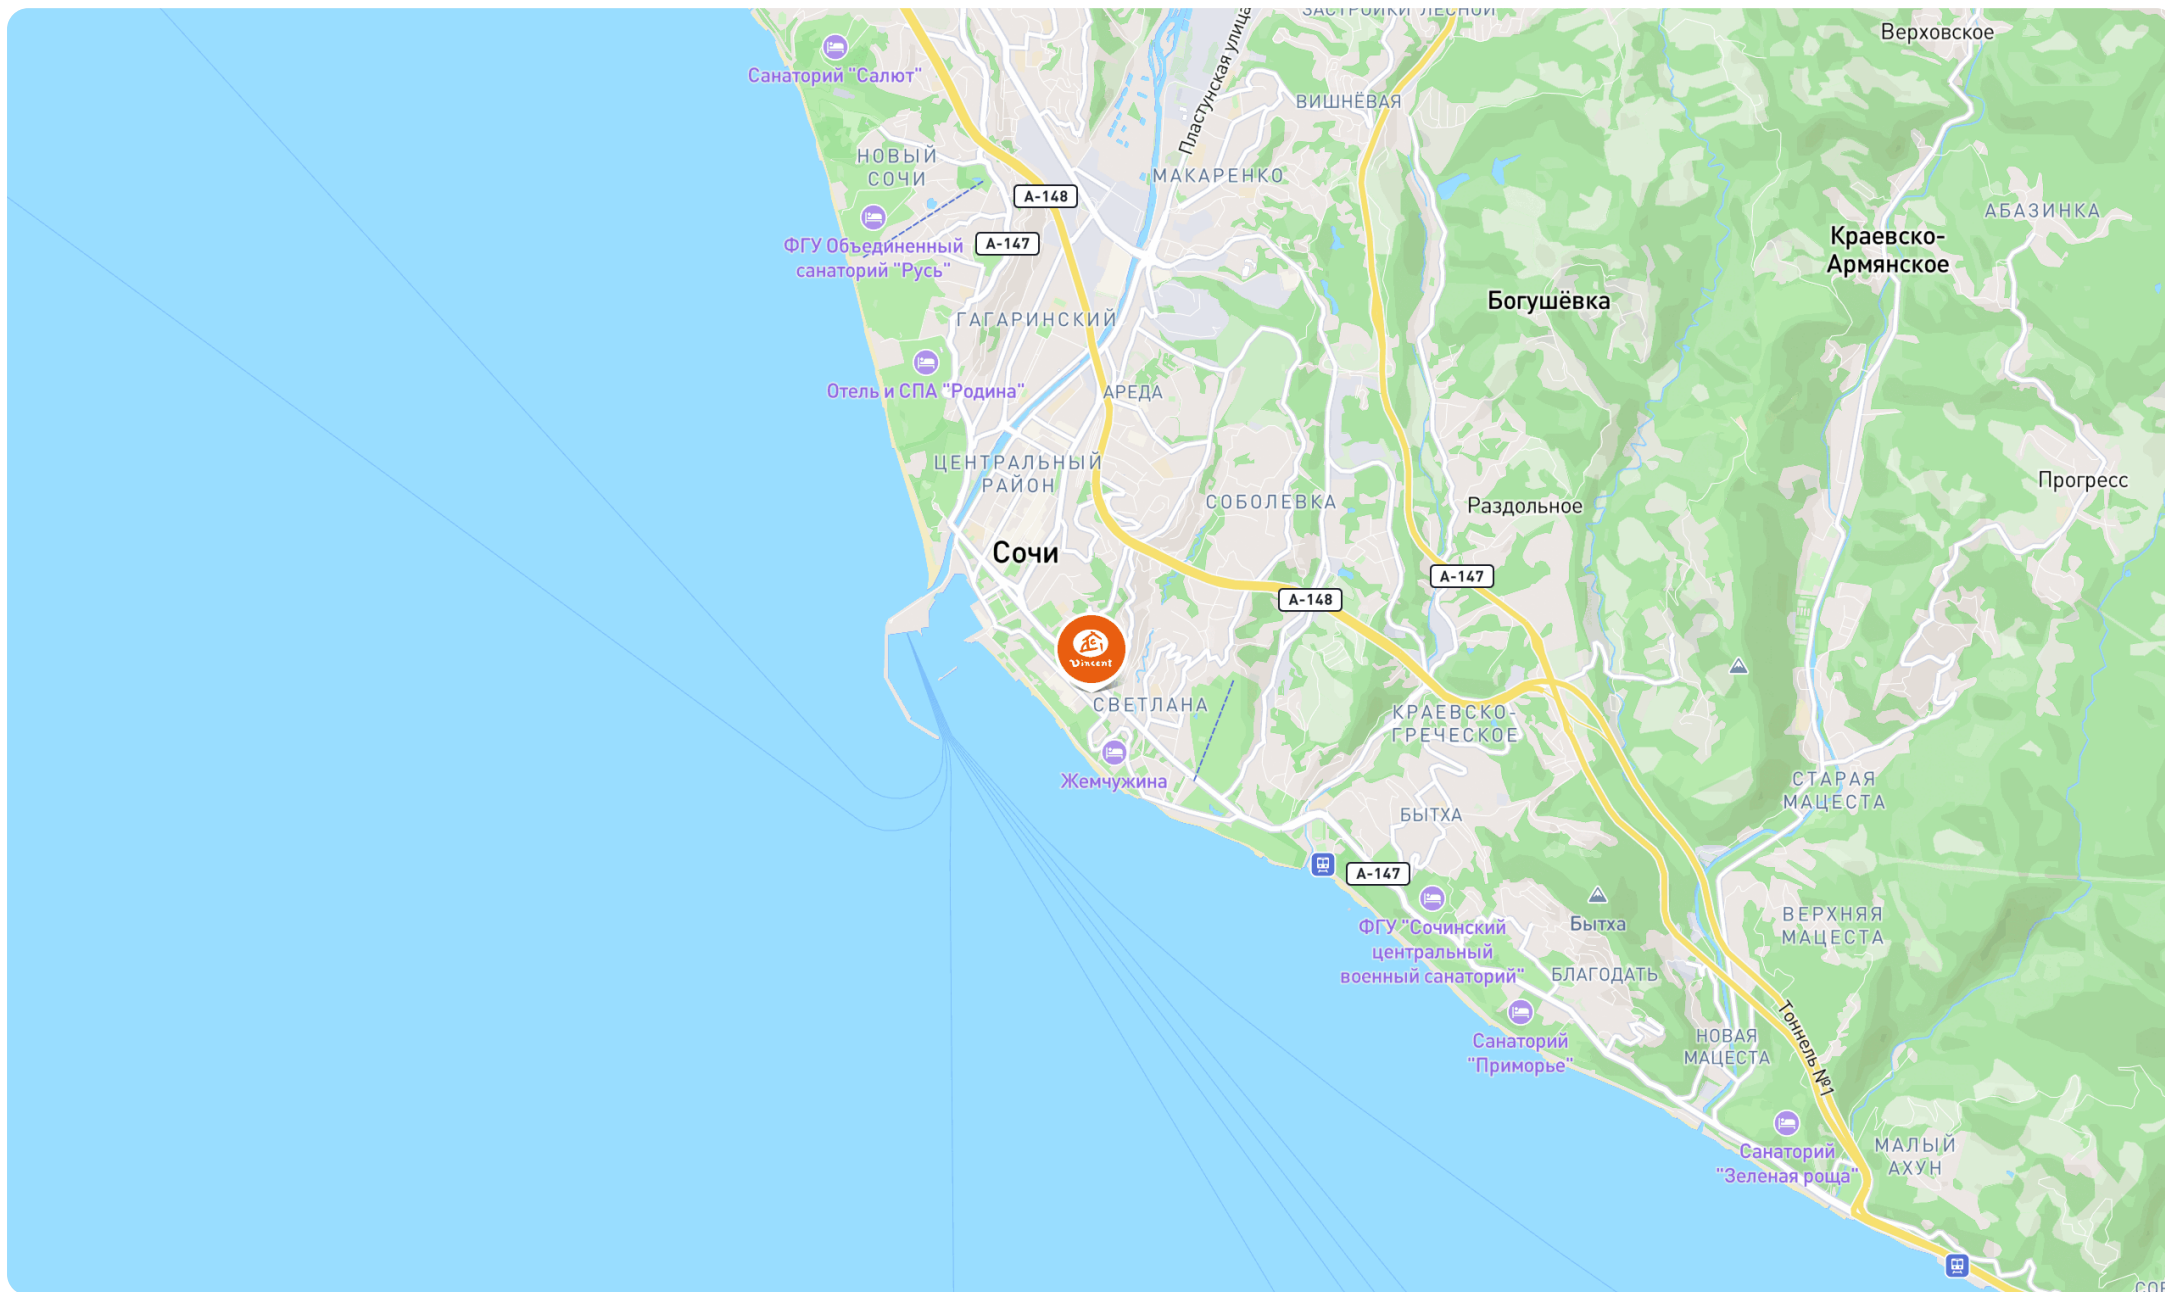 ЗАСТРОЙКИ ЛЕСНОЙ
Верховское
Санаторий "Салют"
Пластунская улица
ВИШНЁВАЯ
НОВЫЙ
СОЧИ
МАКАРЕНКО
А-148
АБАЗИНКА
ФГУ Объединенный
санаторий "Русь"
А-147
Краевско-
Армянское
Богушёвка
ГАГАРИНСКИЙ
Отель и СПА "Родина"
АРЕДА
ЦЕНТРАЛЬНЫЙ
РАЙОН
СОБОЛЕВКА
Раздольное
Прогресс
Сочи
А-147
А-148
Vincent
СВЕТЛАНА
КРАЕВСКО-
ГРЕЧЕСКОЕ
Жемчужина
СТАРАЯ
МАЦЕСТА
БЫТХА
А-147
ФГУ "Сочинский
центральный
военный санаторий"
Бытха
ВЕРХНЯЯ
МАЦЕСТА
БЛАГОДАТЬ
Санаторий
"Приморье"
НОВАЯ
МАЦЕСТА
Тоннель №1
Санаторий
"Зеленая роща"
МАЛЫЙ
АХУН